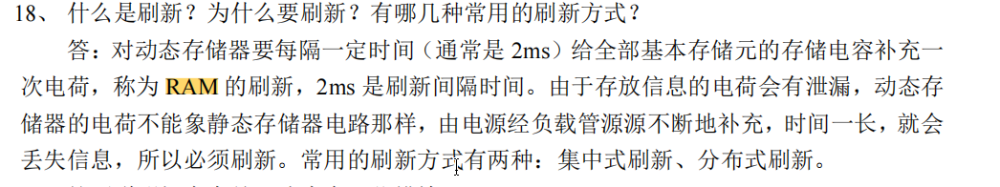 18、 什么是刷新？为什么要刷新？有哪几种常用的刷新方式？
答：对动态存储器要每隔一定时间（通常是 2ms）给全部基本存储元的存储电容补充一
次电荷，称为 RAM 的刷新，2ms 是刷新间隔时间。由于存放信息的电荷会有泄漏，动态存
储器的电荷不能象静态存储器电路那样，由电源经负载管源源不断地补充，时间一长，就会
丢失信息，所以必须刷新。常用的刷新方式有两种：集中式刷新、分布式刷新。